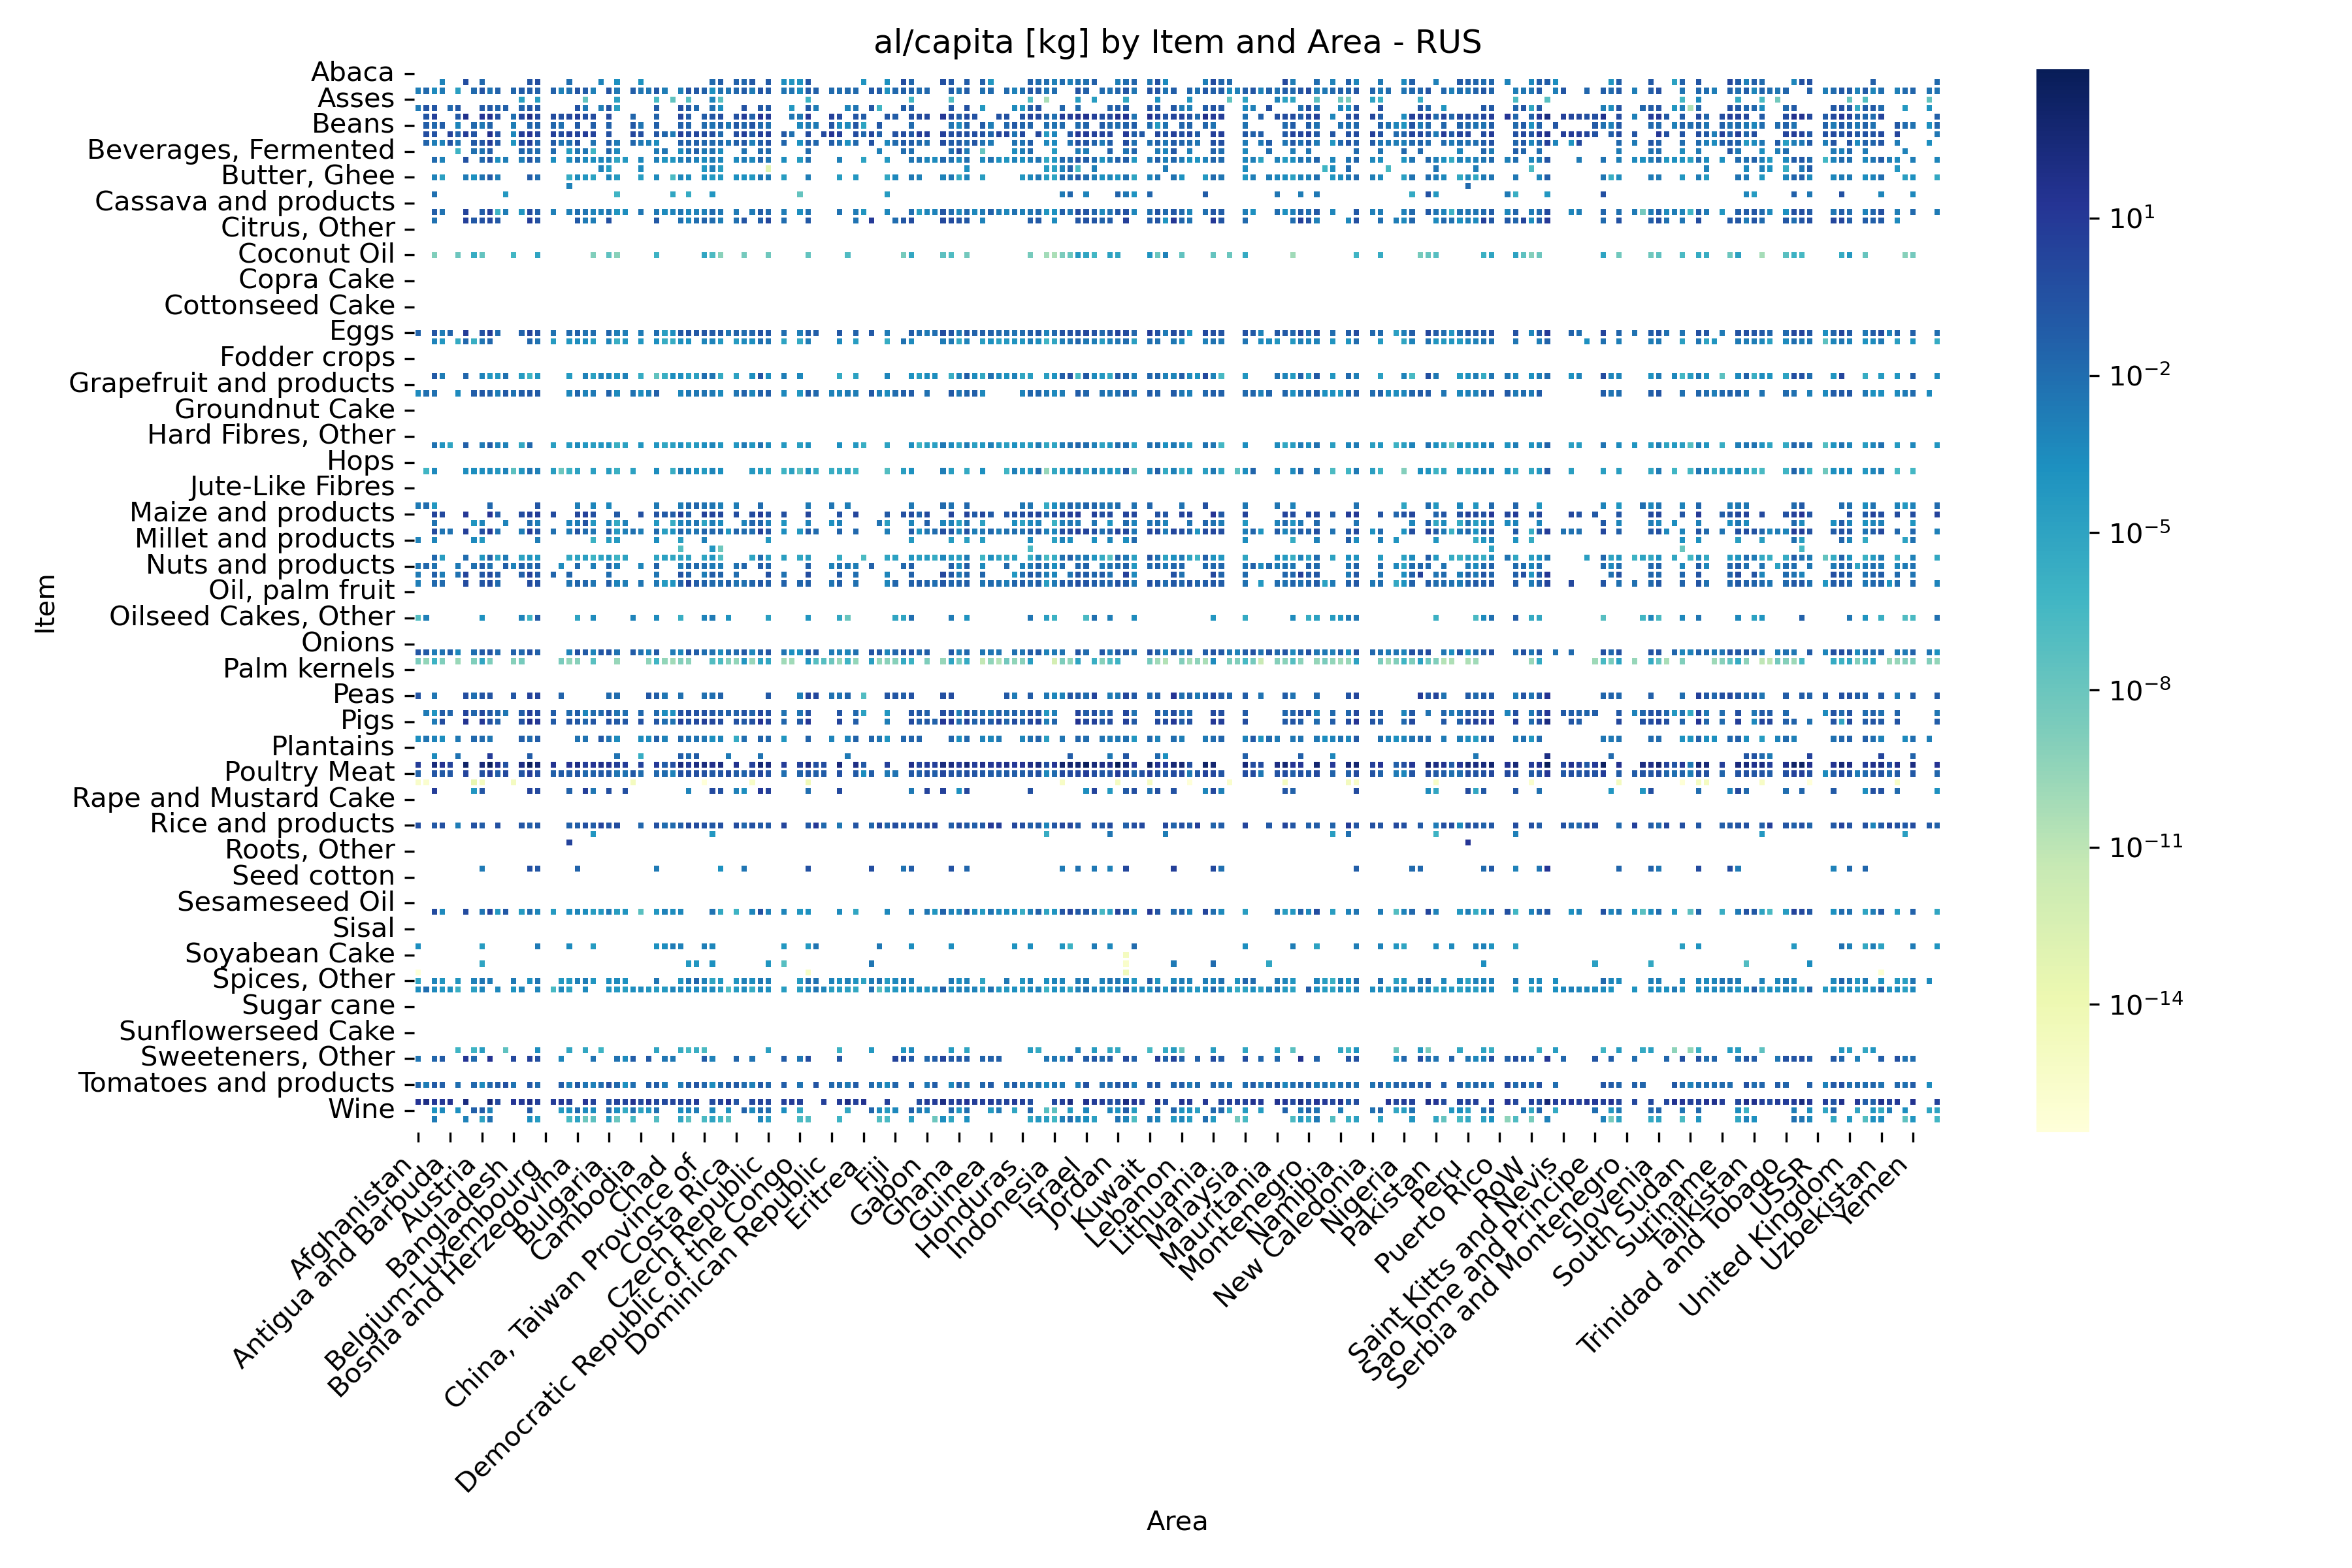 al/capita [kg] by Item and Area - RUS
Abaca
Asses
Beans
Beverages, Fermented
Butter, Ghee
Cassava and products
Citrus, Other
Coconut Oil
Copra Cake
Cottonseed Cake
Eggs
Fodder crops
Grapefruit and products
Groundnut Cake
Hard Fibres, Other
Hops
Jute-Like Fibres
Maize and products
Millet and products
Nuts and products
Oil, palm fruit
Oilseed Cakes, Other
Onions
Palm kernels
Peas
Pigs
Plantains
Poultry Meat
Rape and Mustard Cake
Rice and products
Roots, Other
Seed cotton
Sesameseed Oil
Sisal
Soyabean Cake
Spices, Other
Sugar cane
Sunflowerseed Cake
Sweeteners, Other
Tomatoes and products
Wine
Item
Afghanistan
Antigua and Barbuda
Austria
Bangladesh
Belgium-Luxembourg
Bosnia and Herzegovina
Bulgaria
Cambodia
Chad
China, Taiwan Province of
Costa Rica
Czech Republic
Democratic Republic of the Congo
Dominican Republic
Eritrea
Fiji
Gabon
Ghana
Guinea
Honduras
Indonesia
Israel
Jordan
Kuwait
Lebanon
Lithuania
Malaysia
Mauritania
Montenegro
Namibia
New Caledonia
Nigeria
Pakistan
Peru
Puerto Rico
RoW
Saint Kitts and Nevis
Sao Tome and Principe
Serbia and Montenegro
Slovenia
South Sudan
Suriname
Tajikistan
Trinidad and Tobago
USSR
United Kingdom
Uzbekistan
Yemen
Area
10^1
10^-2
10^-5
10^-8
10^-11
10^-14